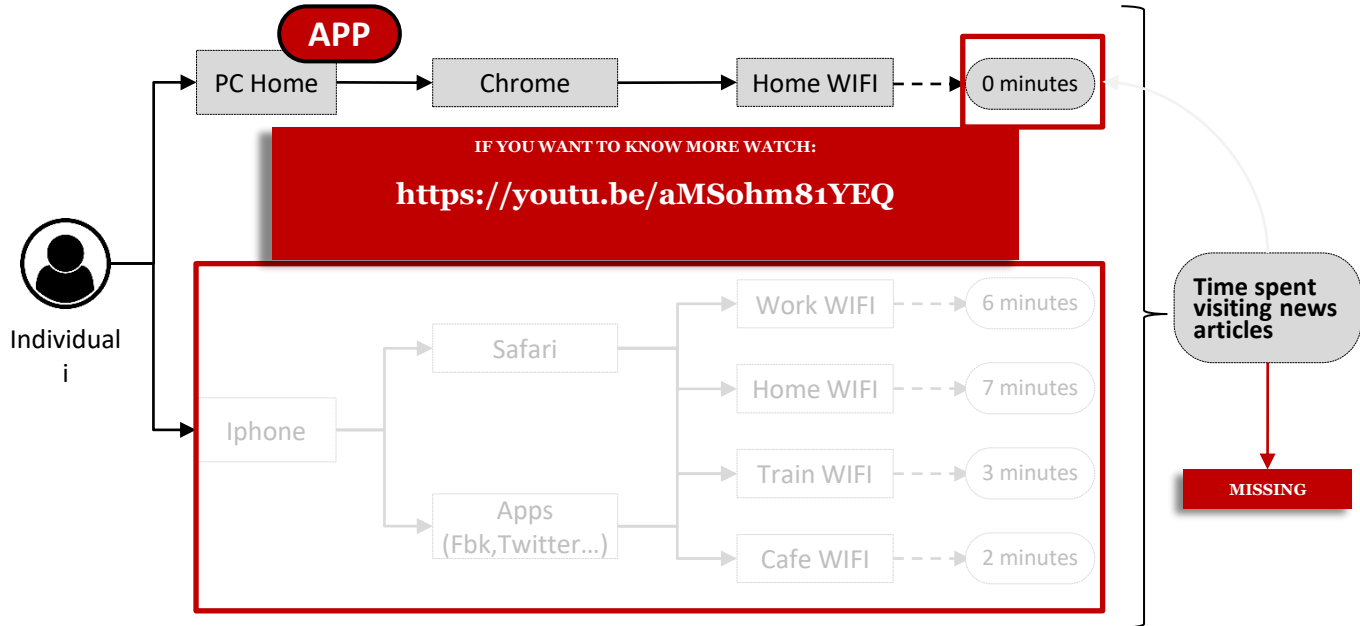 APP
PC Home
Chrome
Home WIFI
0 minutes
IF YOU WANT TO KNOW MORE WATCH:
https://youtu.be/aMSohm81YEQ
Individual
i
Iphone
Safari
Apps
(Fbk,Twitter...)
Work WIFI
6 minutes
Home WIFI
7 minutes
Train WIFI
3 minutes
Cafe WIFI
2 minutes
Time spent
visiting news
articles
MISSING